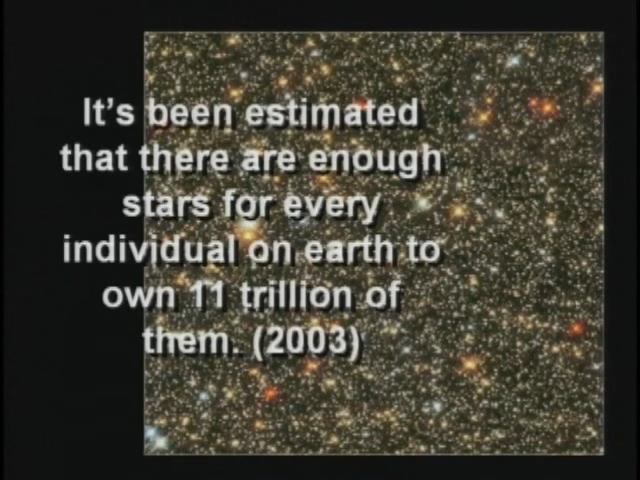 It's been estimated
that there are enough
stars for every
individual on earth to
own 11 trillion of
them. (2003)